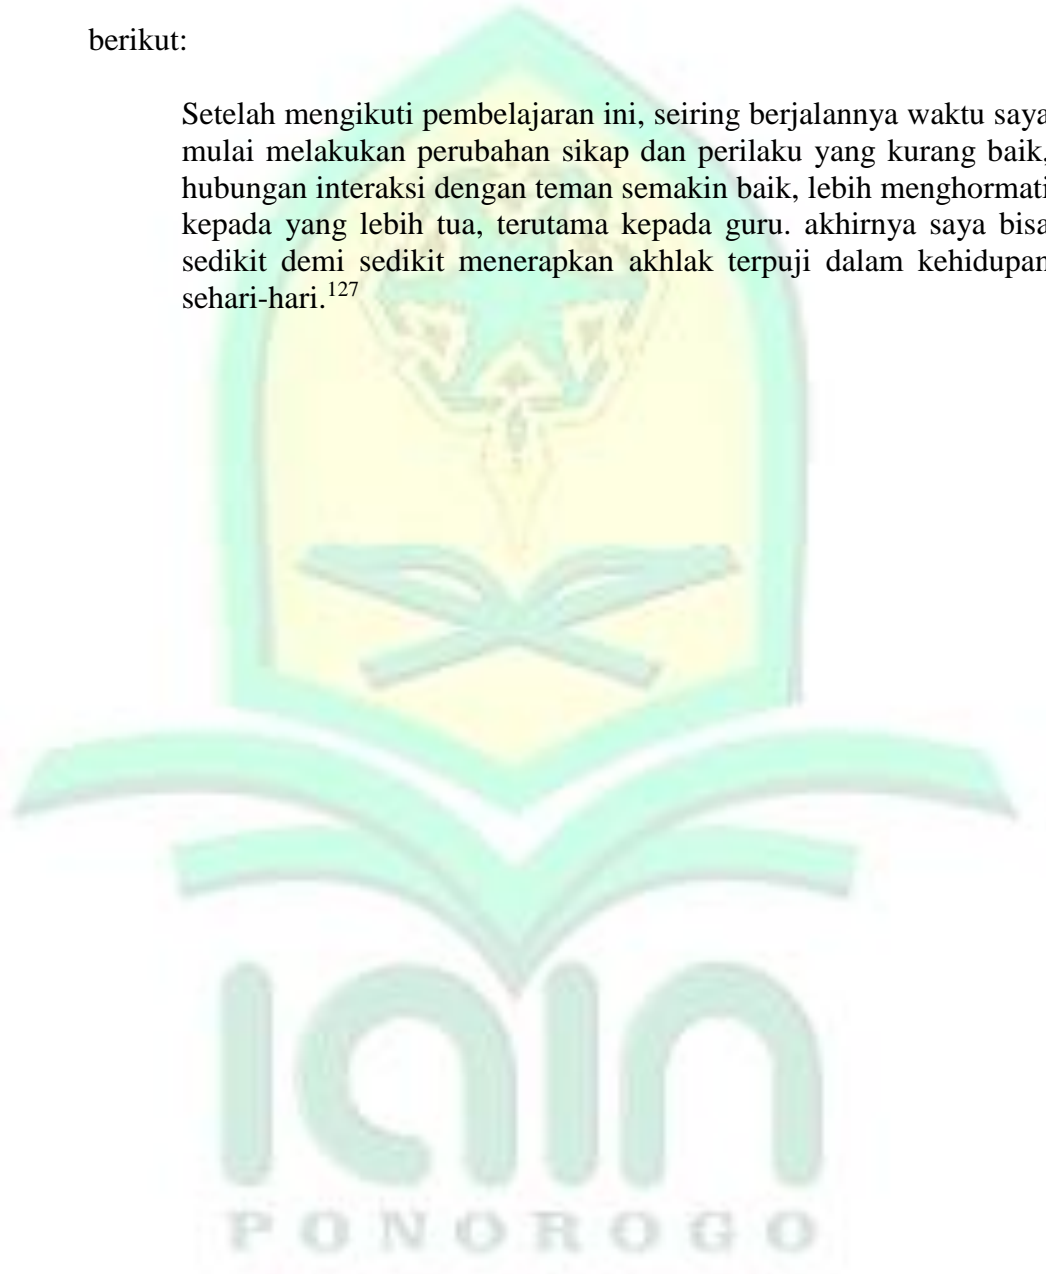 berikut:
Setelah mengikuti pembelajaran ini, seiring berjalannya waktu saya
mulai melakukan perubahan sikap dan perilaku yang kurang baik,
hubungan interaksi dengan teman semakin baik, lebih menghormati
kepada yang lebih tua, terutama kepada guru. akhirnya saya bisa
sedikit demi sedikit menerapkan akhlak terpuji dalam kehidupan
sehari-hari.127
iain
PONOROGO